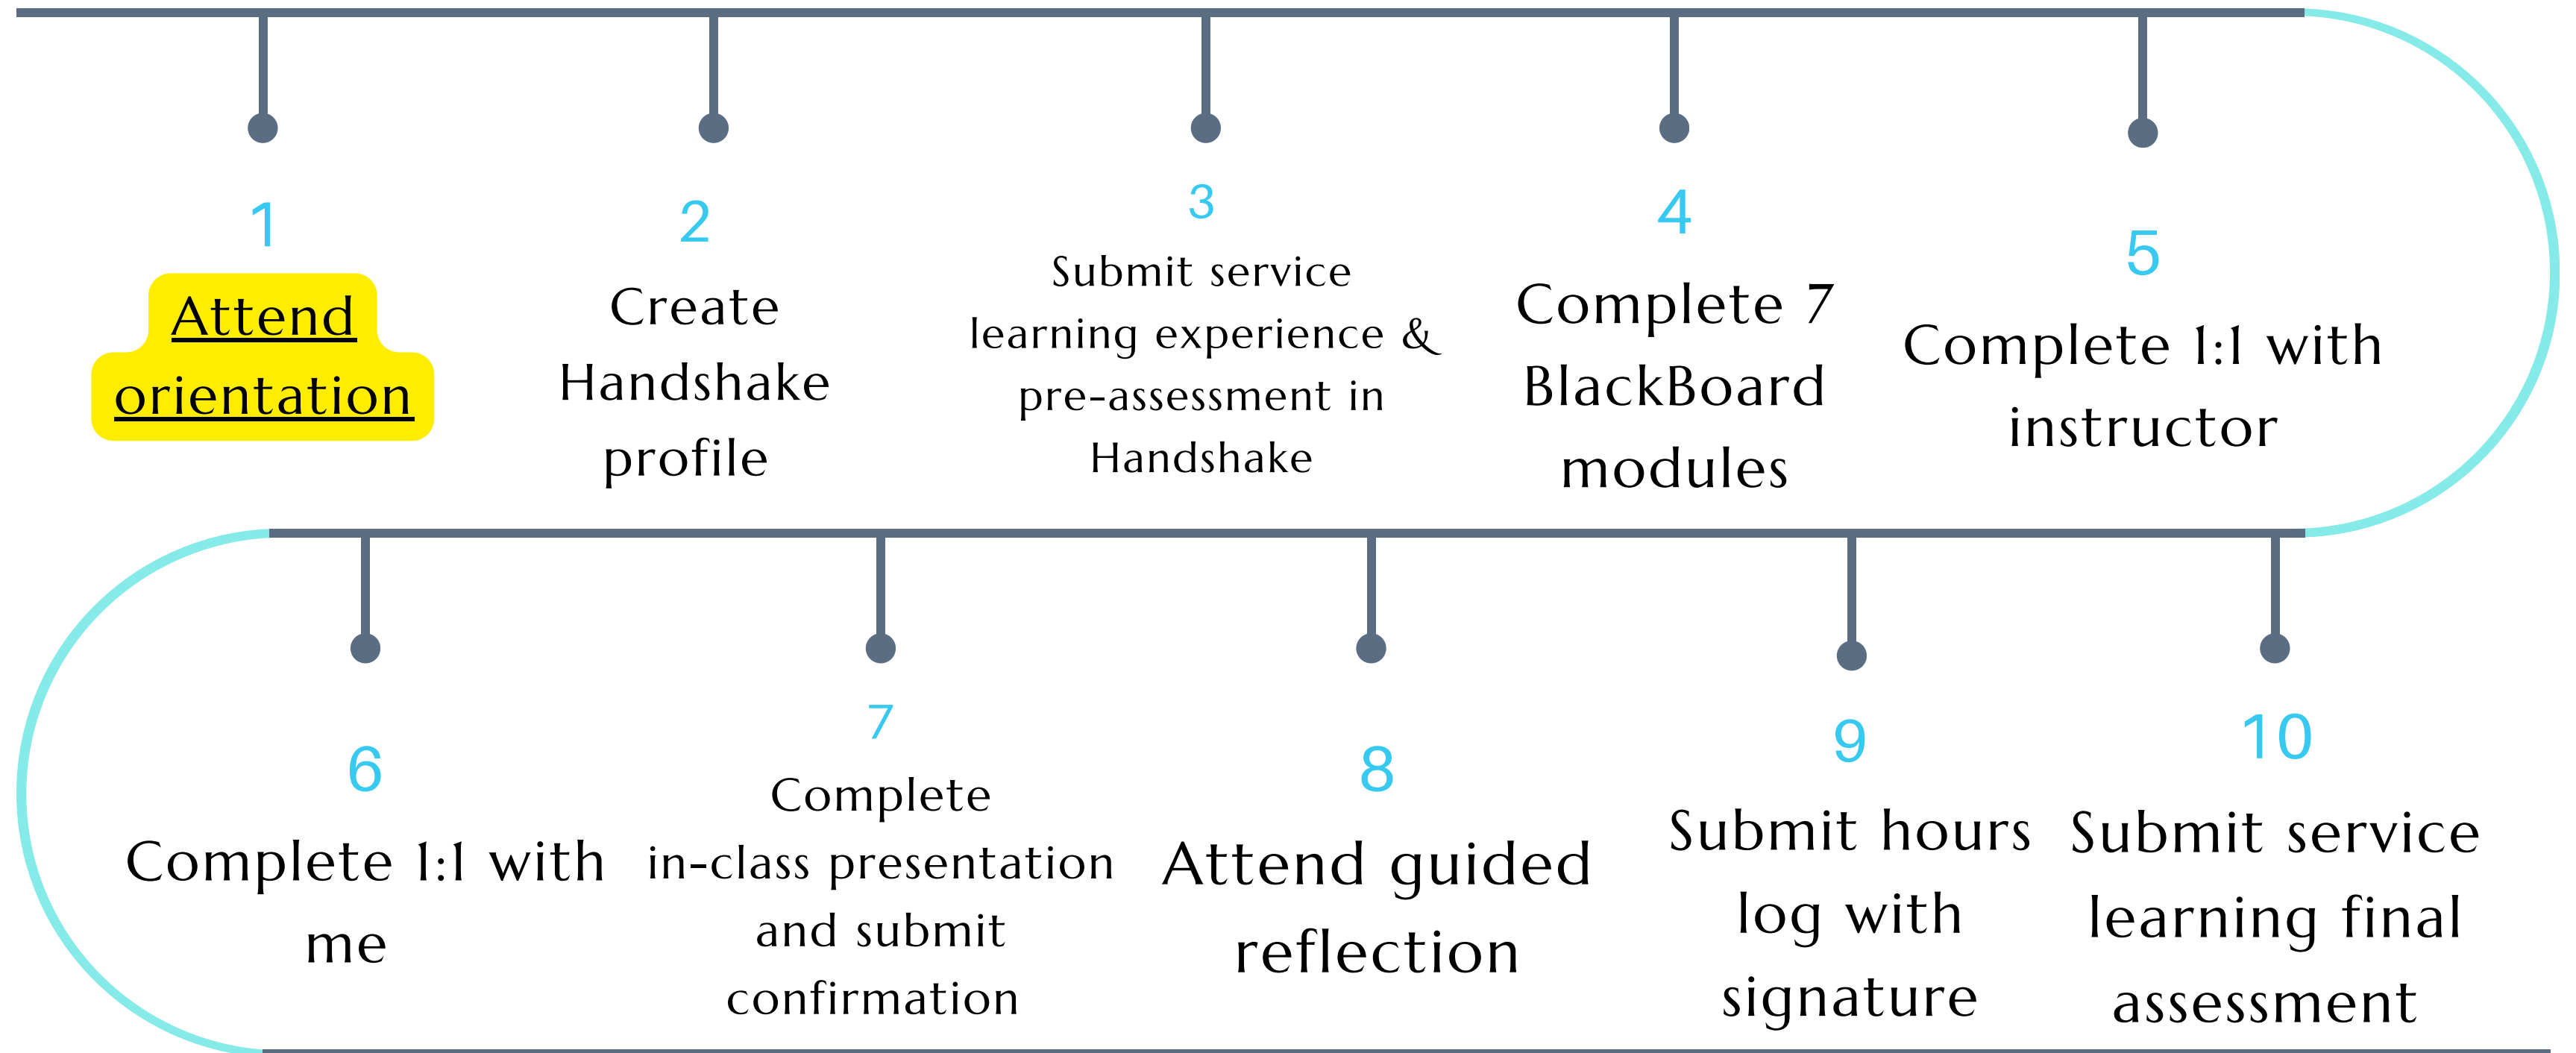 1
Attend
orientation
2
Create
Handshake
profile
3
Submit service
learning experience &
pre-assessment in
Handshake
4
Complete 7
BlackBoard
modules
5
Complete 1:1 with
instructor
6
Complete 1:1 with
me
7
Complete
in-class presentation
and submit
confirmation
8
Attend guided
reflection
9
Submit hours
log with
signature
10
Submit service
learning final
assessment